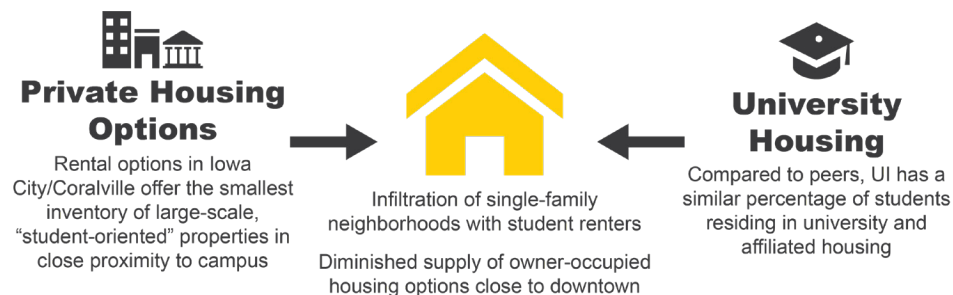 Private Housing
Options
Rental options in Iowa
City/Coralville offer the smallest
inventory of large-scale,
“student-oriented” properties in
close proximity to campus
Infiltration of single-family
neighborhoods with student renters
Diminished supply of owner-occupied
housing options close to downtown
University
Housing
Compared to peers, UI has a
similar percentage of students
residing in university and
affiliated housing